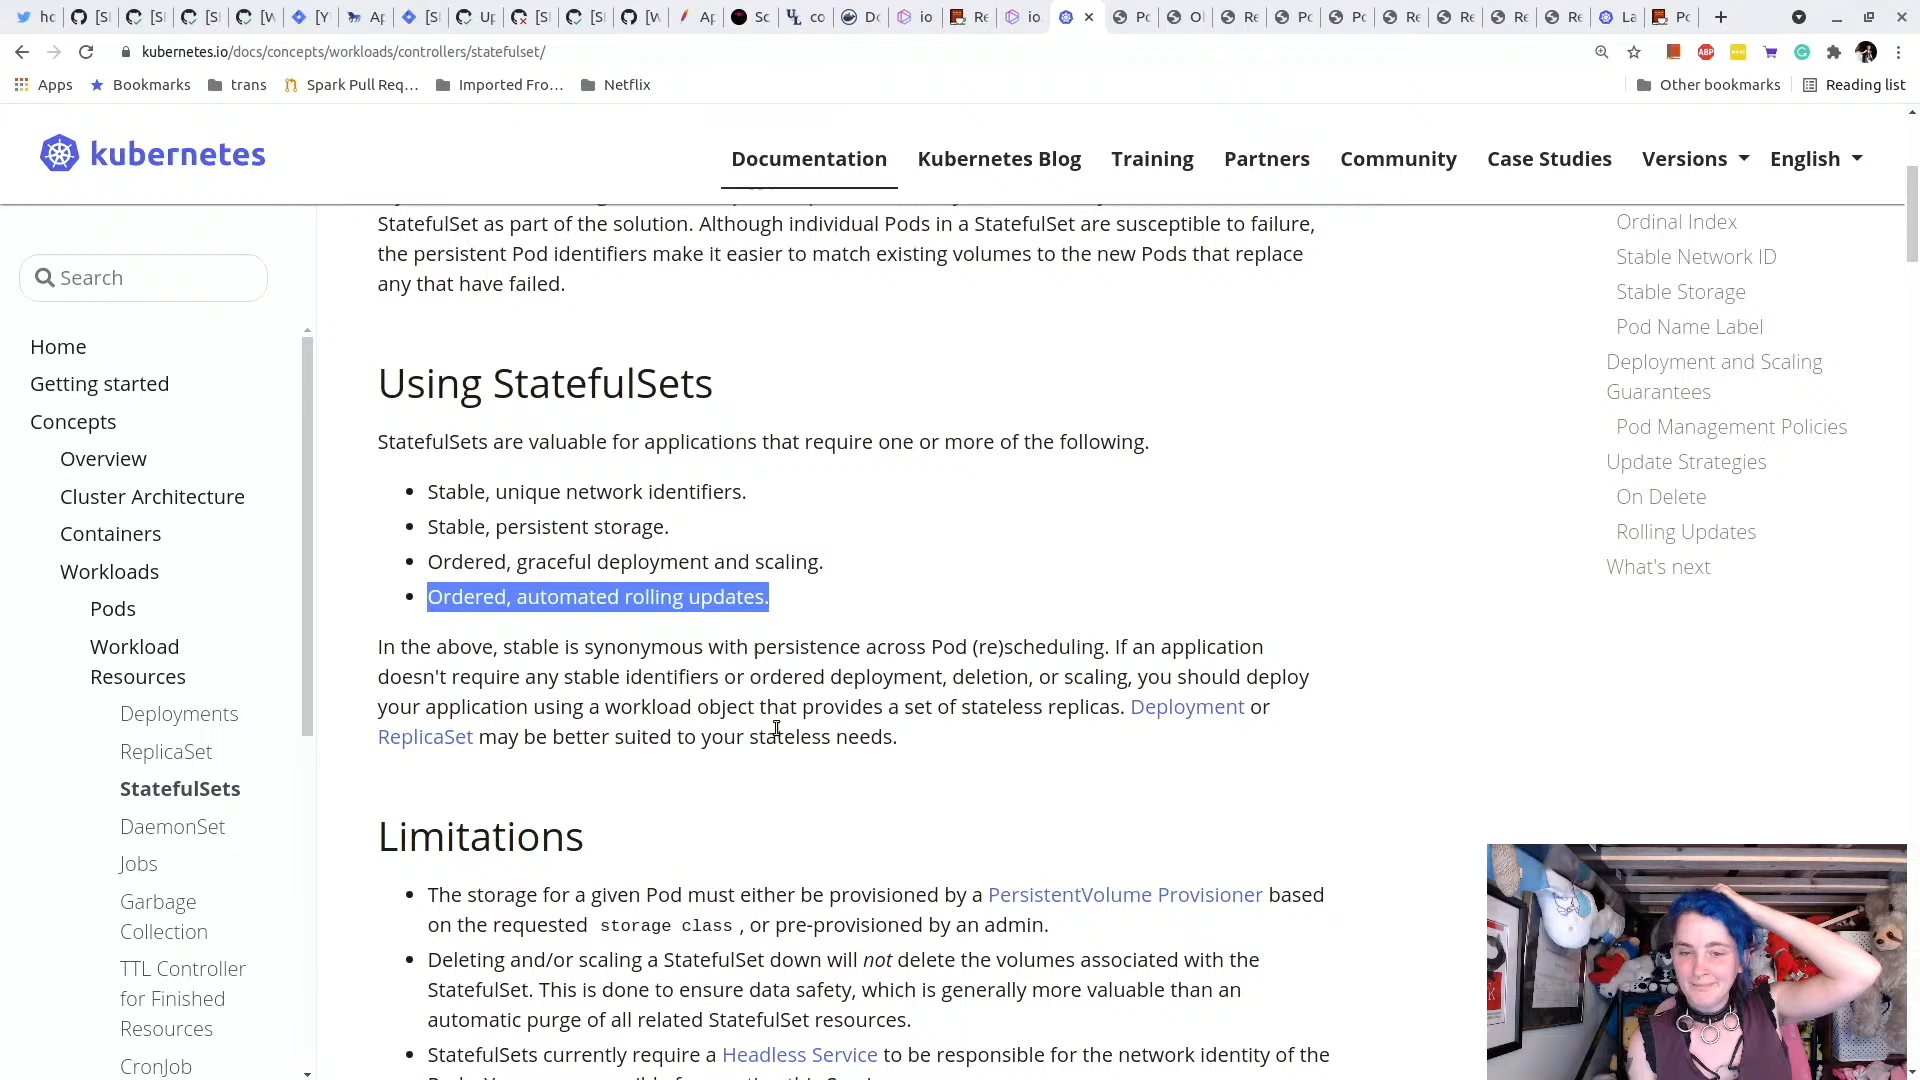 kubernetes.io/docs/concepts/workloads/controllers/statefulset/
Apps
Bookmarks
trans
Spark Pull Req...
Imported Fro...
Netflix
Other bookmarks
Reading list
kubernetes
Documentation
Kubernetes Blog
Training
Partners
Community
Case Studies
Versions
English
Search
Home
Getting started
Concepts
Overview
Cluster Architecture
Containers
Workloads
Pods
Workload
Resources
Deployments
ReplicaSet
StatefulSets
DaemonSet
Jobs
Garbage
Collection
TTL Controller
for Finished
Resources
CronJob
StatefulSet as part of the solution. Although individual Pods in a StatefulSet are susceptible to failure,
the persistent Pod identifiers make it easier to match existing volumes to the new Pods that replace
any that have failed.
Using StatefulSets
StatefulSets are valuable for applications that require one or more of the following.
Stable, unique network identifiers.
Stable, persistent storage.
Ordered, graceful deployment and scaling.
Ordered, automated rolling updates.
In the above, stable is synonymous with persistence across Pod (re)scheduling. If an application
doesn't require any stable identifiers or ordered deployment, deletion, or scaling, you should deploy
your application using a workload object that provides a set of stateless replicas. Deployment or
ReplicaSet may be better suited to your stateless needs.
Limitations
The storage for a given Pod must either be provisioned by a PersistentVolume Provisioner based
on the requested storage class, or pre-provisioned by an admin.
Deleting and/or scaling a StatefulSet down will not delete the volumes associated with the
StatefulSet. This is done to ensure data safety, which is generally more valuable than an
automatic purge of all related StatefulSet resources.
StatefulSets currently require a Headless Service to be responsible for the network identity of the
Ordinal Index
Stable Network ID
Stable Storage
Pod Name Label
Deployment and Scaling
Guarantees
Pod Management Policies
Update Strategies
On Delete
Rolling Updates
What's next